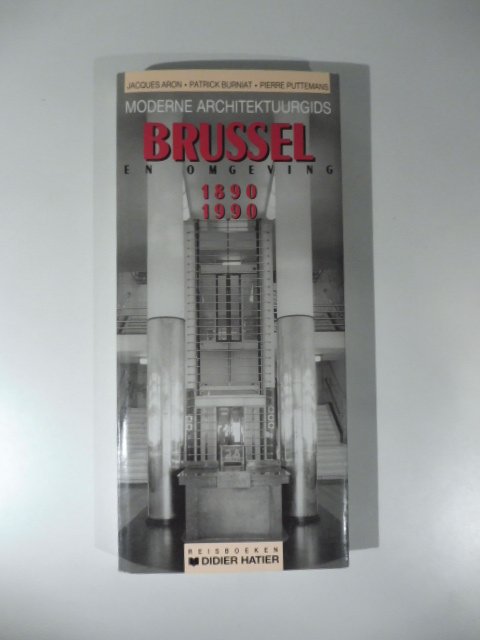 JACQUES ARON • PATRICK BURNIAT • PIERRE PUTTEMANS
MODERNE ARCHITEKTUURGIDS
BRUSSEL
EN OMGEVING
1890
1990
REISBOEKEN
DIDIER HATIER